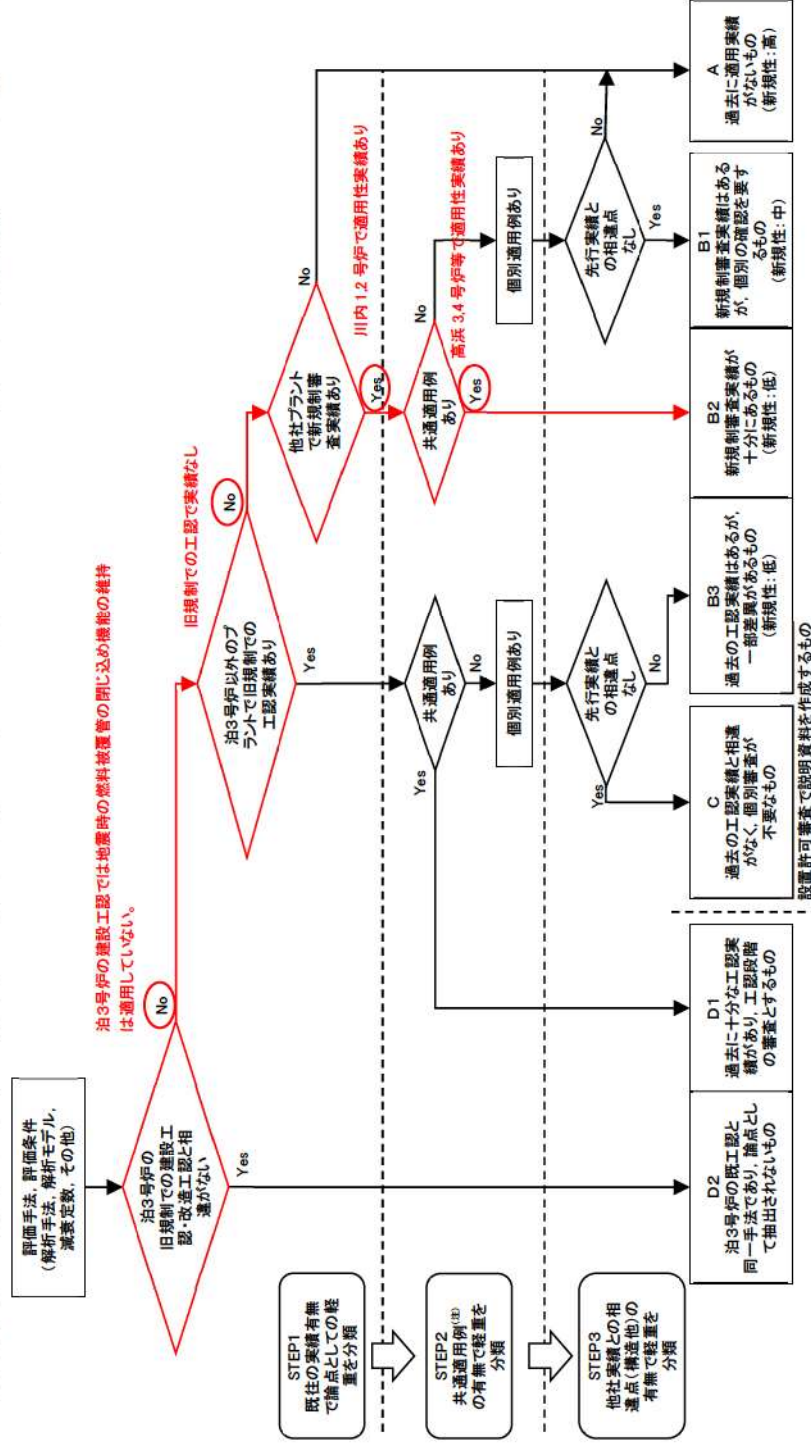 評価手法，評価条件
(解析手法，解析モデル，
減衰定数，その他)
泊3号炉の
旧規制での建設工
認・改造工認と相
違がない
No
Yes
泊3号炉の建設工認では地震時の燃料被覆管の閉じ込め機能の維持
は適用していない。
泊3号炉以外のプ
ラントで旧規制での
工認実績あり
No
Yes
旧規制での工認で実績なし
他社プラント
で新規制審
査実績あり
No
Yes
川内 1,2 号炉で適用性実績あり
STEP1
既往の実績有無
で論点としての軽
重を分類
STEP2
共通適用例(注)
の有無で軽重を
分類
STEP3
他社実績との相
違点(構造他)の
有無で軽重を
分類
共通適用例
あり
Yes
No
個別適用例あり
先行実績と
の相違点
なし
Yes
No
共通適用例
あり
Yes
No
高浜 3,4 号炉等で適用性実績あり
個別適用例あり
先行実績と
の相違点
なし
No
Yes
D2
泊3号炉の既工認と
同一手法であり，論点とし
て抽出されないもの
D1
過去に十分な工認実
績があり，工認段階
の審査とするもの
C
過去の工認実績と相違
がなく，個別審査が
不要なもの
B3
過去の工認実績はあるが，
一部差異があるもの
(新規性：低)
B2
新規制審査実績が
十分にあるもの
(新規性：低)
B1
新規制審査実績はある
が，個別の確認を要す
るもの
(新規性：中)
A
過去に適用実績
がないもの
(新規性：高)
設置許可審査で説明資料を作成するもの